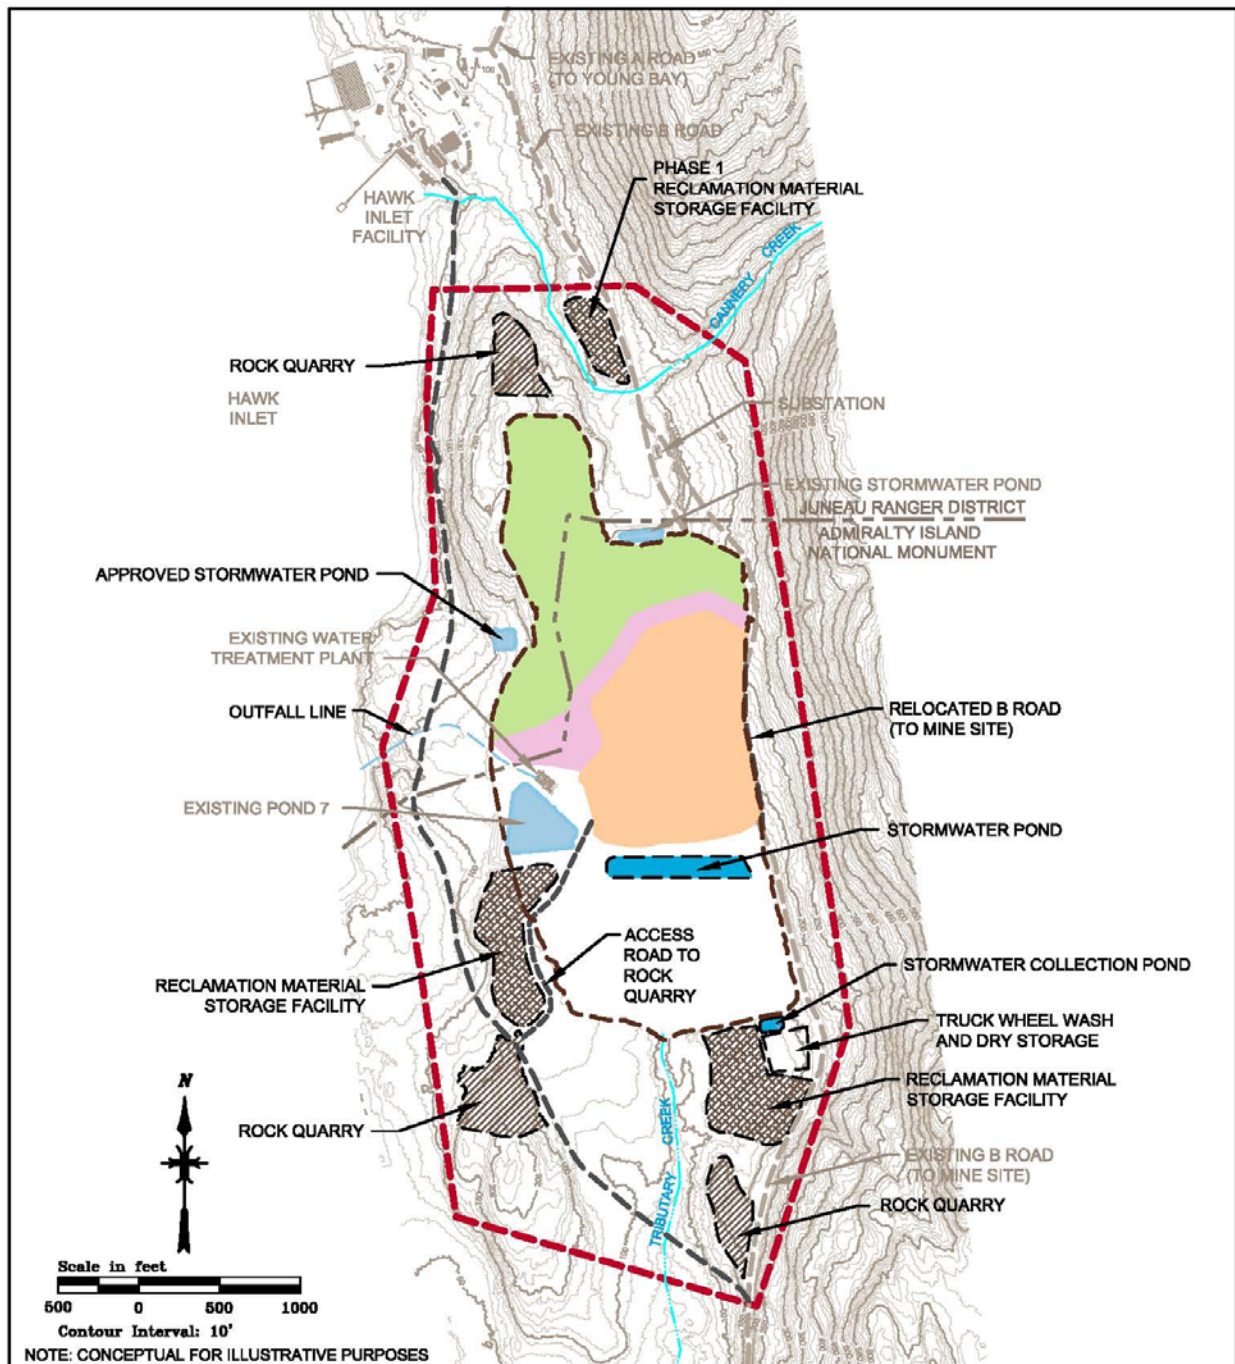 EXISTING A ROAD
(TO YOUNG BAY)
EXISTING B ROAD
PHASE 1
RECLAMATION MATERIAL
STORAGE FACILITY
HAWK
INLET
FACILITY
CANNERY CREEK
ROCK QUARRY
HAWK
INLET
SUBSTATION
EXISTING STORMWATER POND
JUNEAU RANGER DISTRICT
ADMIRALTY ISLAND
NATIONAL MONUMENT
APPROVED STORMWATER POND
EXISTING WATER
TREATMENT PLANT
OUTFALL LINE
RELOCATED B ROAD
(TO MINE SITE)
EXISTING POND 7
STORMWATER POND
ACCESS
ROAD TO
ROCK
QUARRY
STORMWATER COLLECTION POND
RECLAMATION MATERIAL
STORAGE FACILITY
TRUCK WHEEL WASH
AND DRY STORAGE
RECLAMATION MATERIAL
STORAGE FACILITY
ROCK QUARRY
TRIBUTARY CREEK
EXISTING B ROAD
(TO MINE SITE)
ROCK QUARRY
N
Scale in feet
500 0 500 1000
Contour Interval: 10'
NOTE: CONCEPTUAL FOR ILLUSTRATIVE PURPOSES